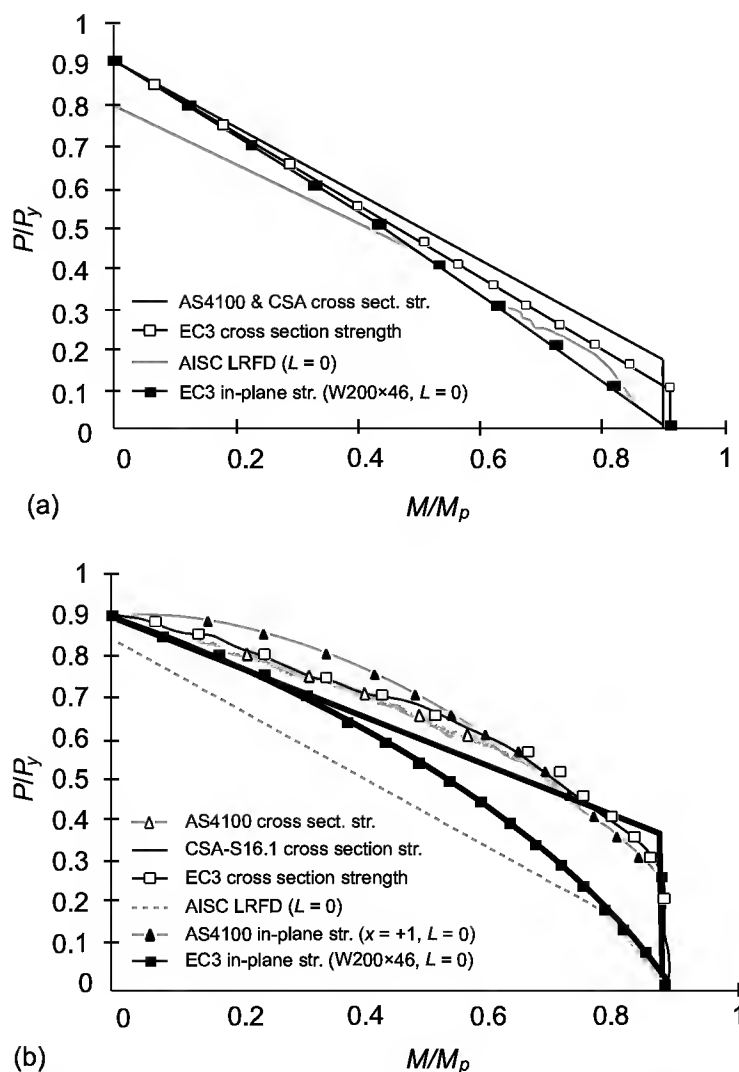 P/Py
1
0.9
0.8
0.7
0.6
0.5
0.4
0.3
0.2
0.1
0
AS4100 & CSA cross sect. str.
EC3 cross section strength
AISC LRFD (L = 0)
EC3 in-plane str. (W200×46, L = 0)
0 0.2 0.4 0.6 0.8 1
(a)
M/Mp
P/Py
1
0.9
0.8
0.7
0.6
0.5
0.4
0.3
0.2
0.1
0
AS4100 cross sect. str.
CSA-S16.1 cross section str.
EC3 cross section strength
AISC LRFD (L = 0)
AS4100 in-plane str. (x = +1, L = 0)
EC3 in-plane str. (W200×46, L = 0)
0 0.2 0.4 0.6 0.8 1
(b)
M/Mp